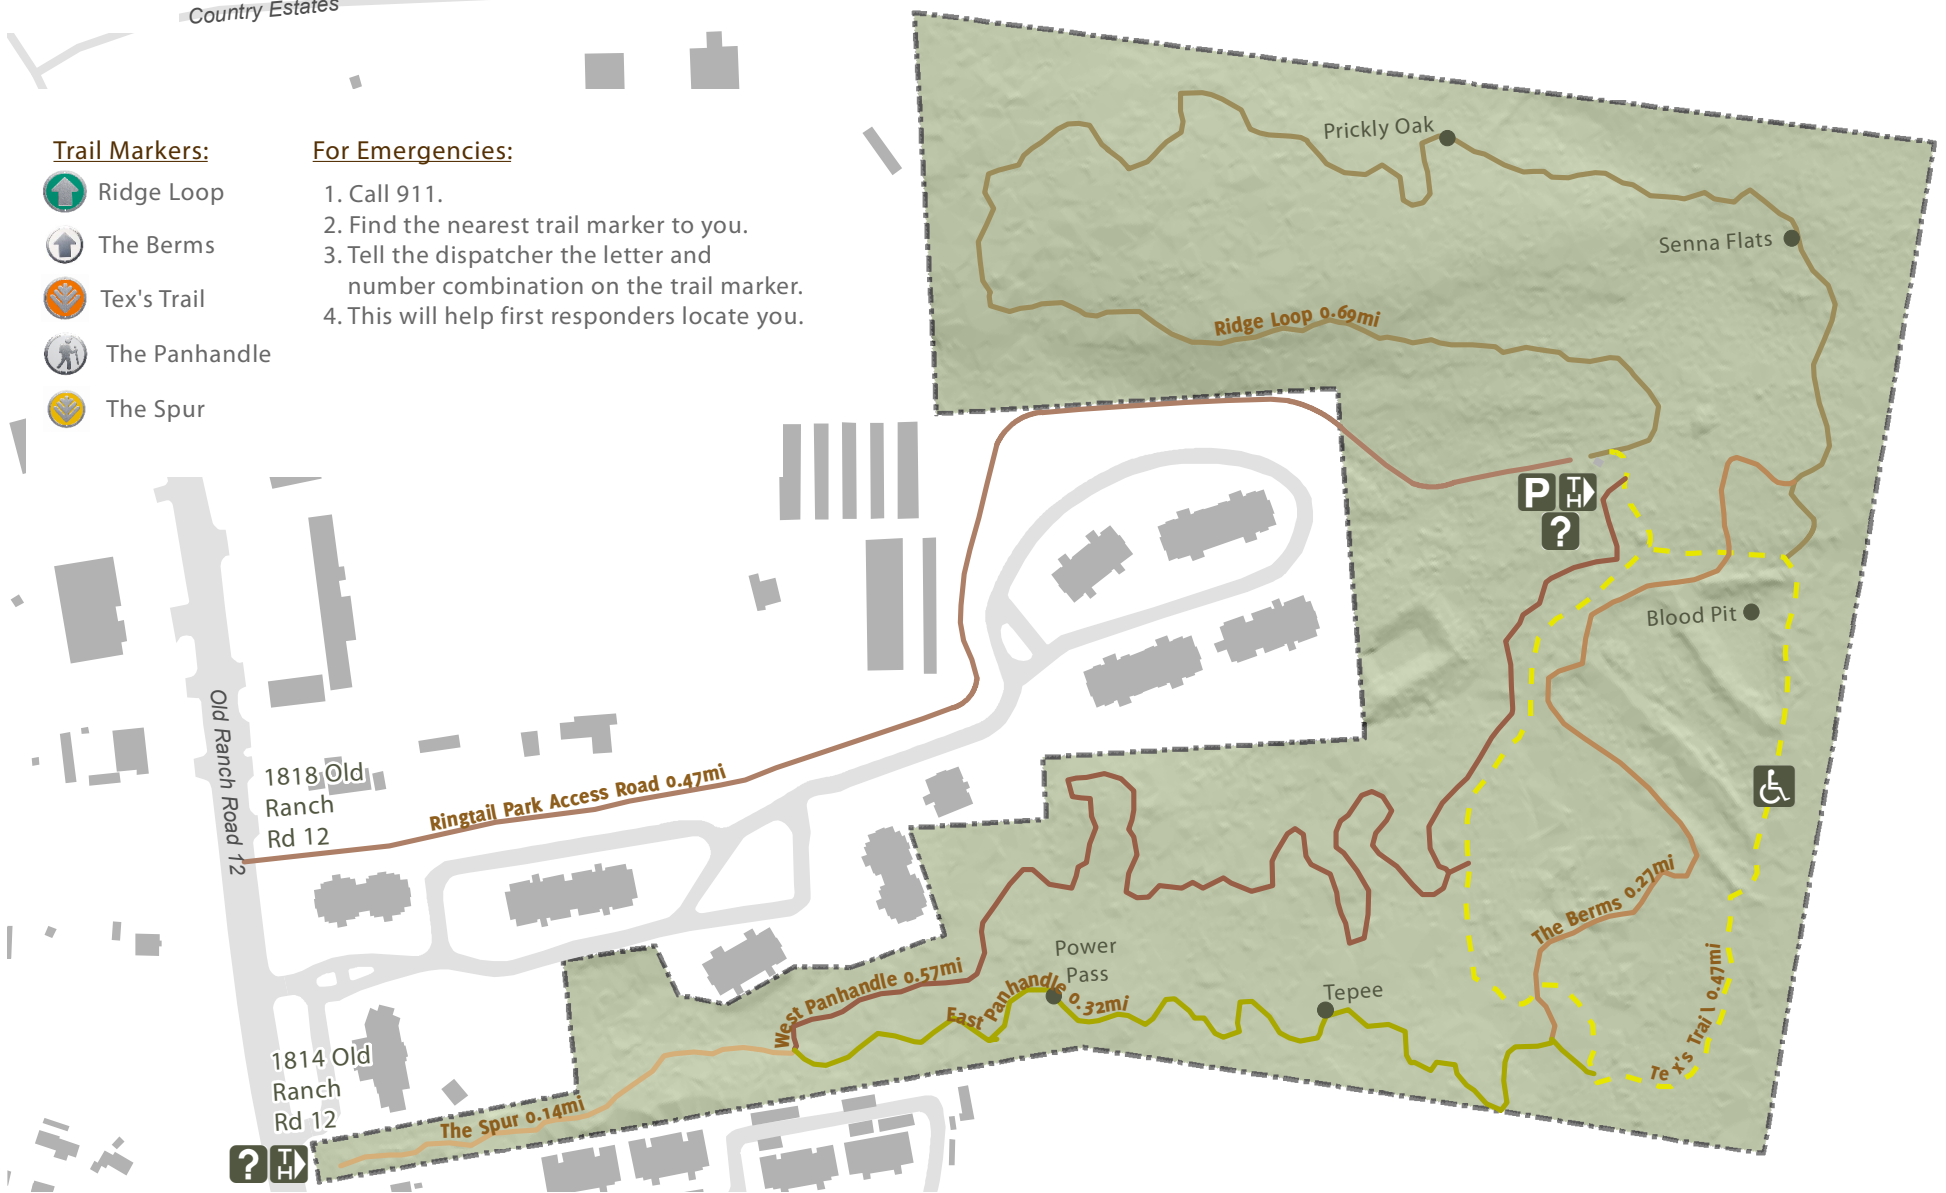 Country Estates
Trail Markers:
Ridge Loop
The Berms
Tex's Trail
The Panhandle
The Spur
For Emergencies:
1. Call 911.
2. Find the nearest trail marker to you.
3. Tell the dispatcher the letter and
number combination on the trail marker.
4. This will help first responders locate you.
Prickly Oak
Senna Flats
Ridge Loop 0.69mi
P
TH
?
Blood Pit
Old Ranch Road 12
1818 Old
Ranch
Rd 12
Ringtail Park Access Road 0.47mi
The Berms 0.27mi
Power
Pass
West Panhandle 0.57mi
East Panhandle 0.32mi
Tepee
Tex's Trail 0.47mi
1814 Old
Ranch
Rd 12
The Spur 0.14mi
?
TH